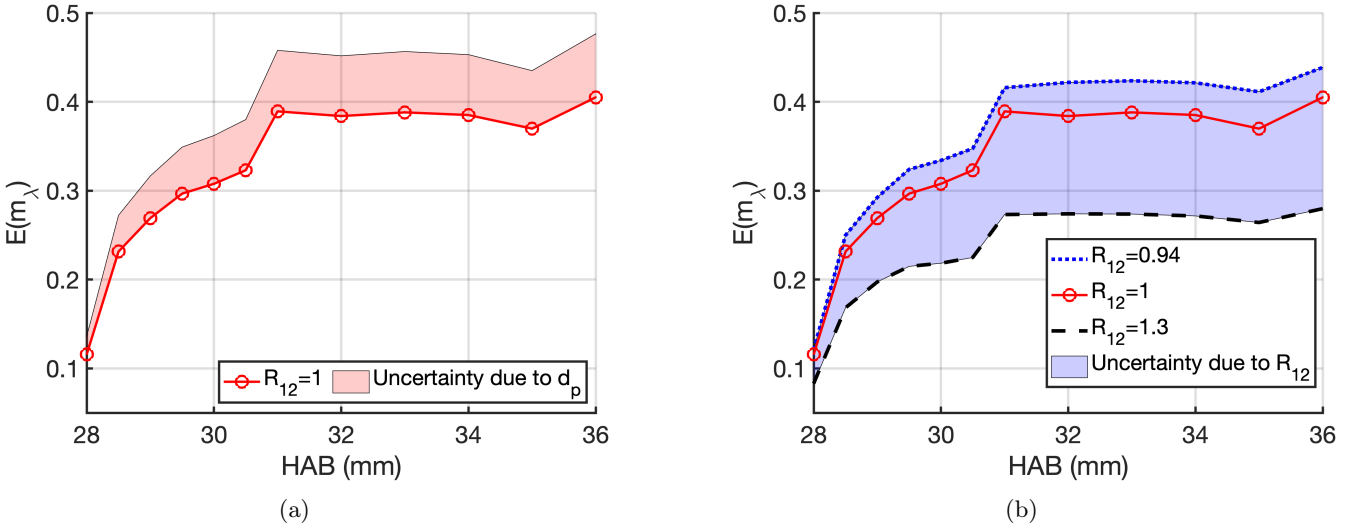 0.5
0.4
0.3
0.2
0.1
E(m_λ)
28
30
32
34
36
HAB (mm)
R_12=1
Uncertainty due to d_p
(a)
0.5
0.4
0.3
0.2
0.1
E(m_λ)
28
30
32
34
36
HAB (mm)
R_12=0.94
R_12=1
R_12=1.3
Uncertainty due to R_12
(b)